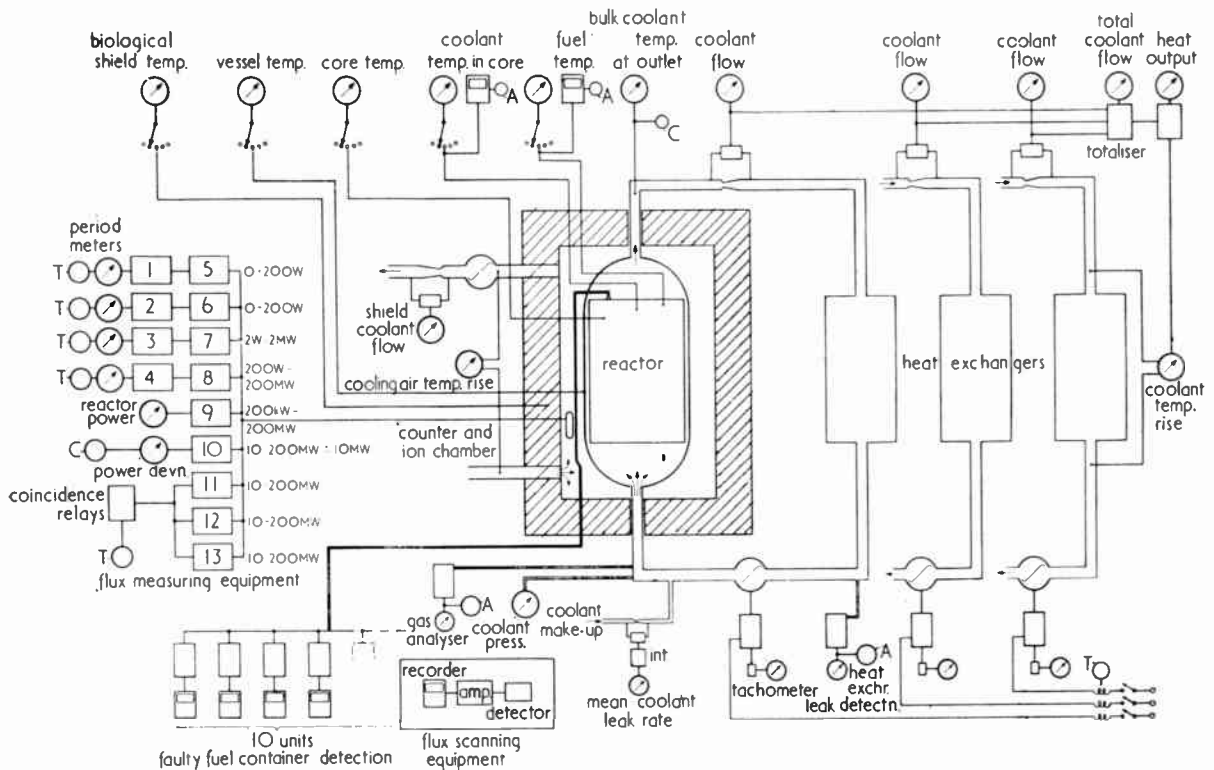 biological
shield temp.
vessel temp.
core temp.
coolant
temp. in core
A
fuel
temp.
A
bulk coolant
temp.
at outlet
C
coolant
flow
coolant
flow
coolant
flow
total
coolant
flow
heat
output
totaliser
period
meters
T 1 5 0-200W
T 2 6 0-200W
T 3 7 2W-2MW
T 4 8 200W-
200MW
reactor
power
9 200kW-
200MW
C 10 10-200MW ± 10MW
power devn.
11 10-200MW
coincidence
relays
12 10-200MW
T 13 10-200MW
flux measuring equipment
shield
coolant
flow
cooling air temp. rise
counter and
ion chamber
reactor
heat exchangers
coolant
temp.
rise
gas
analyser
A
coolant
press.
coolant
make-up
int
mean coolant
leak rate
tachometer
A
heat
exchr.
leak detectn.
T
recorder
amp.
detector
flux scanning
equipment
10 units
faulty fuel container detection